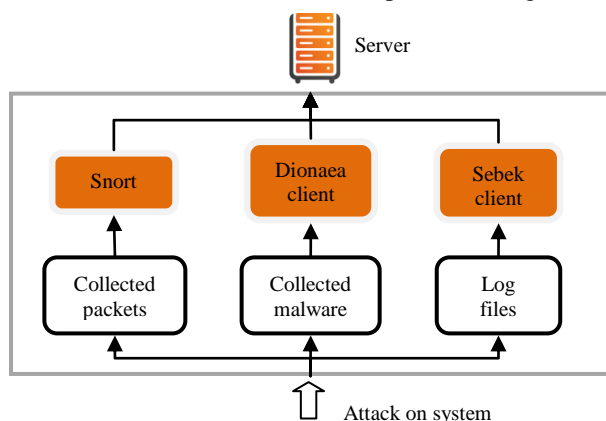 Server
Snort
Dionaea
client
Sebek
client
Collected
packets
Collected
malware
Log
files
Attack on system